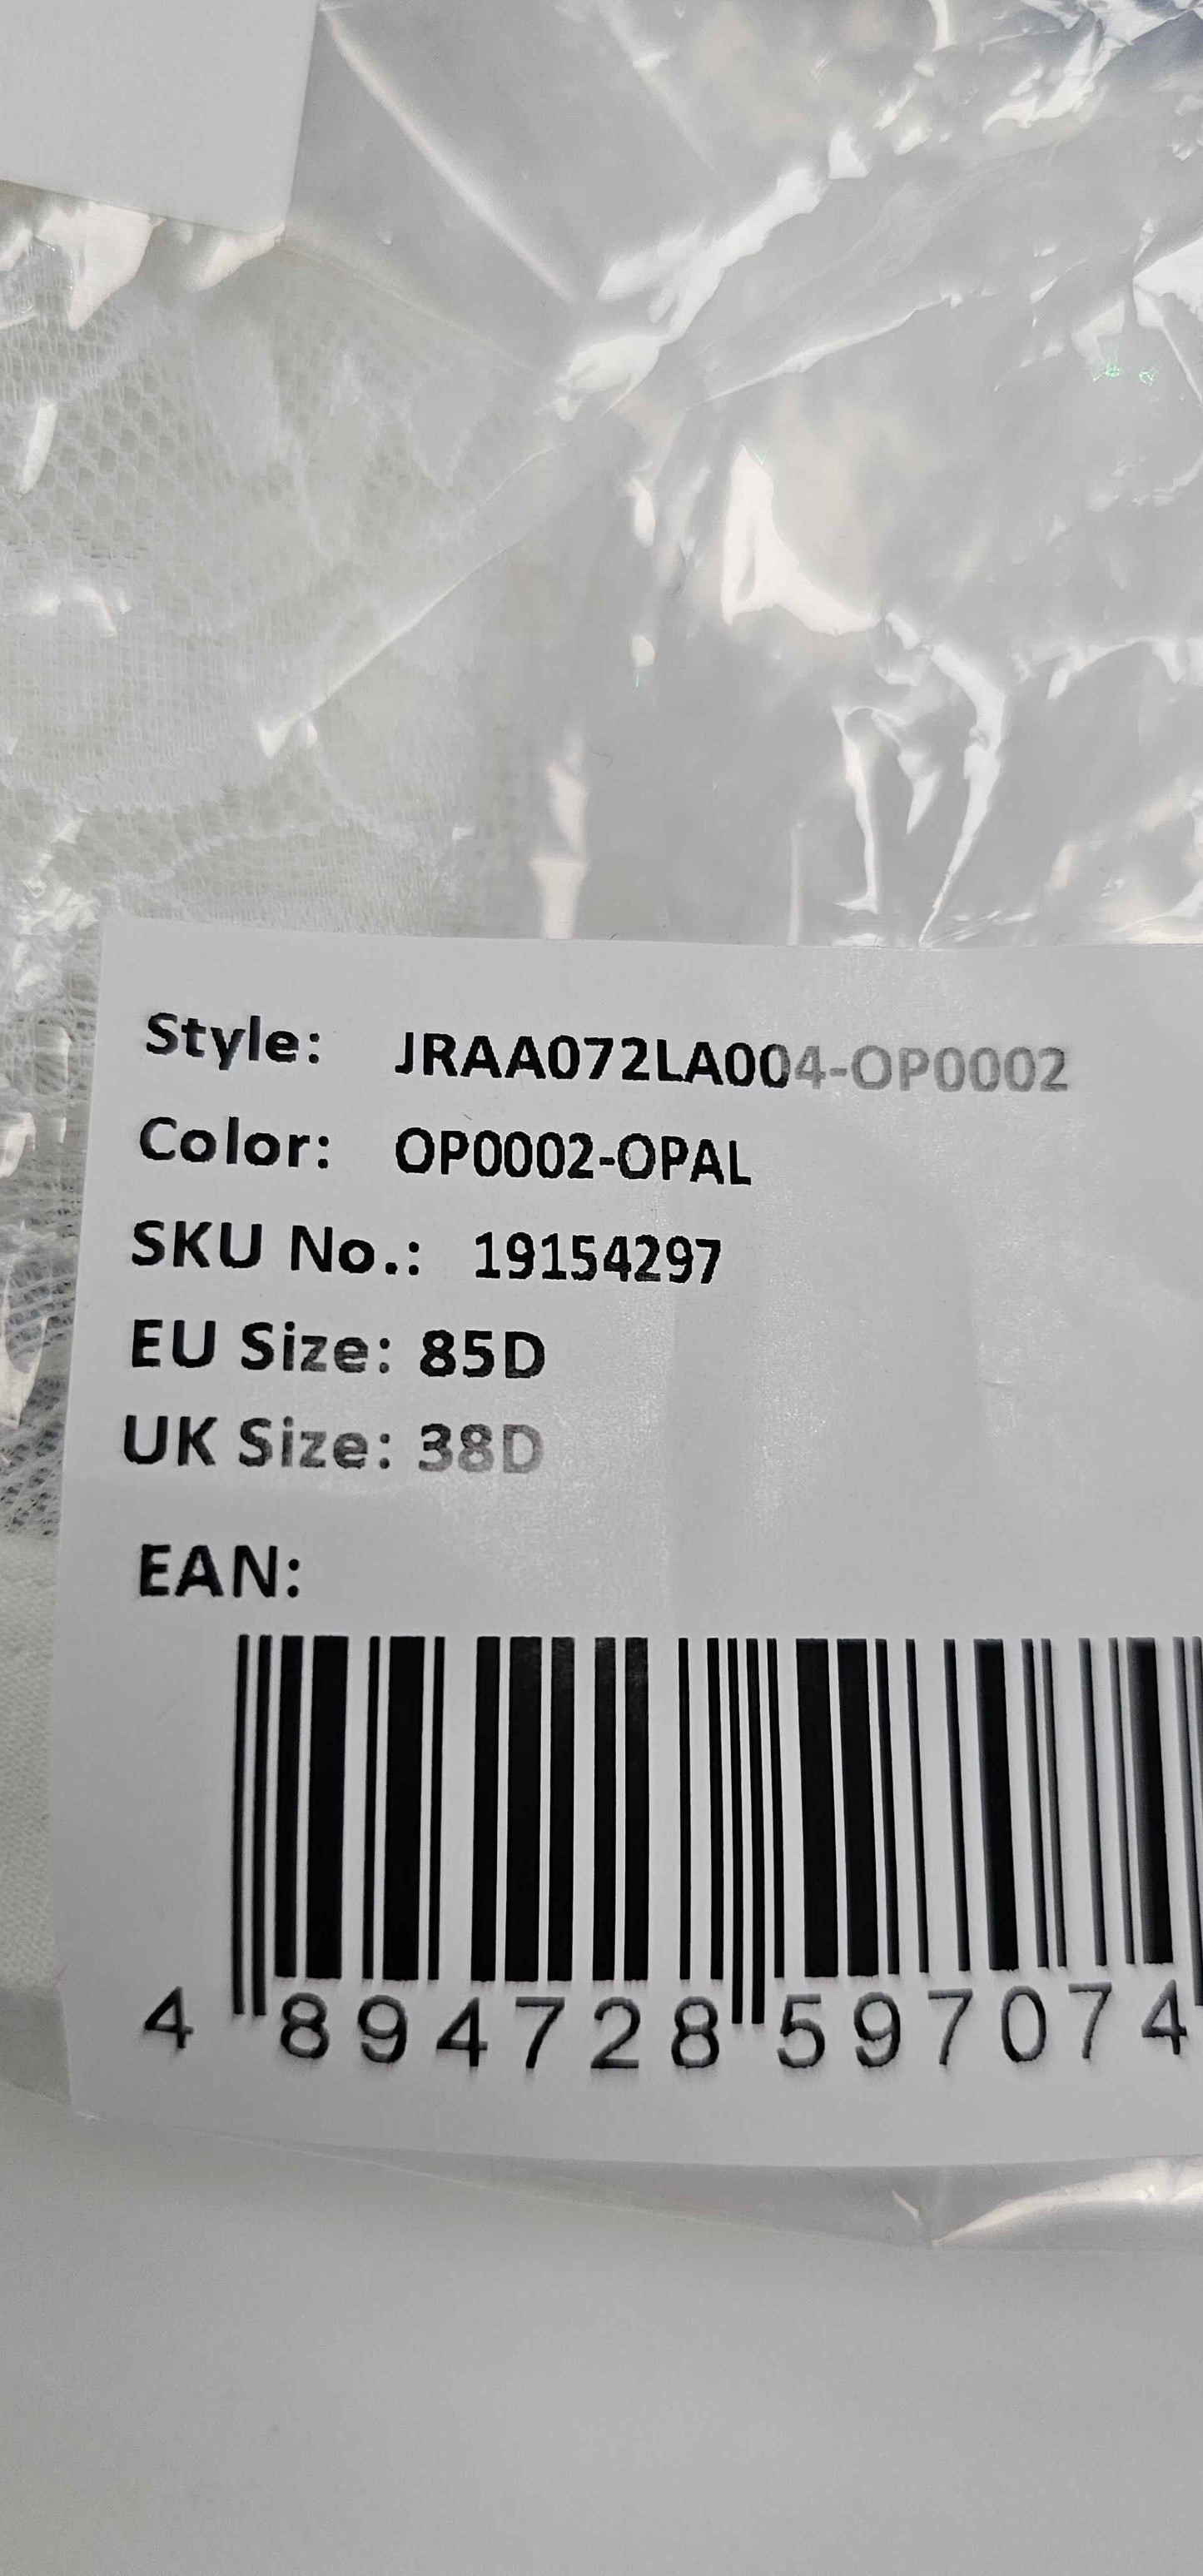 Style: JRAA072LA004-OP0002
Color: OP0002-OPAL
SKU No.: 19154297
EU Size: 85D
UK Size: 38D
EAN:
4 894728 597074